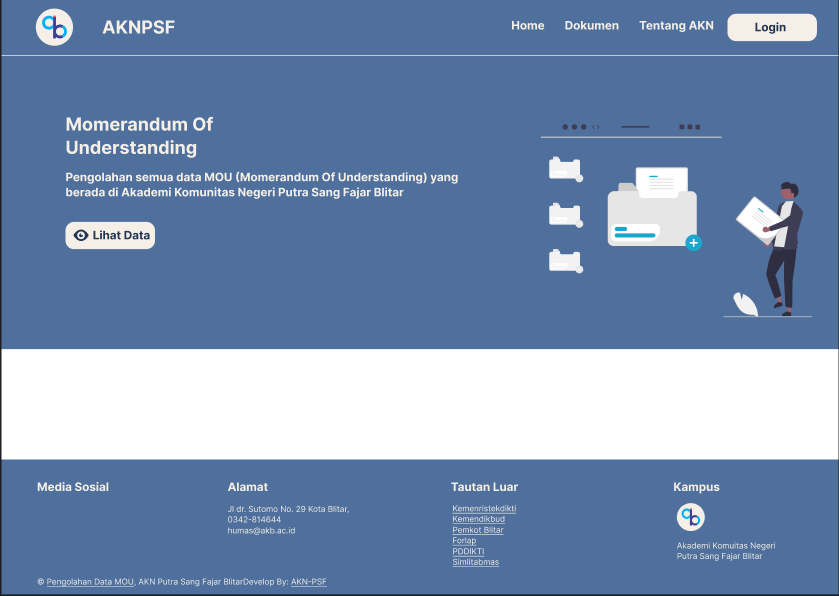 AKNPSF
Home
Dokumen
Tentang AKN
Login
Momerandum Of
Understanding
Pengolahan semua data MOU (Momerandum Of Understanding) yang
berada di Akademi Komunitas Negeri Putra Sang Fajar Blitar
Lihat Data
Media Sosial
Alamat
Jl dr. Sutomo No. 29 Kota Blitar,
0342-814644
humas@akb.ac.id
Tautan Luar
Kemenristekdikti
Kemendikbud
Pemkot Blitar
Forlap
PDDIKTI
Simlitabmas
Kampus
Akademi Komuitas Negeri
Putra Sang Fajar Blitar
© Pengolahan Data MOU, AKN Putra Sang Fajar BlitarDevelop By: AKN-PSF